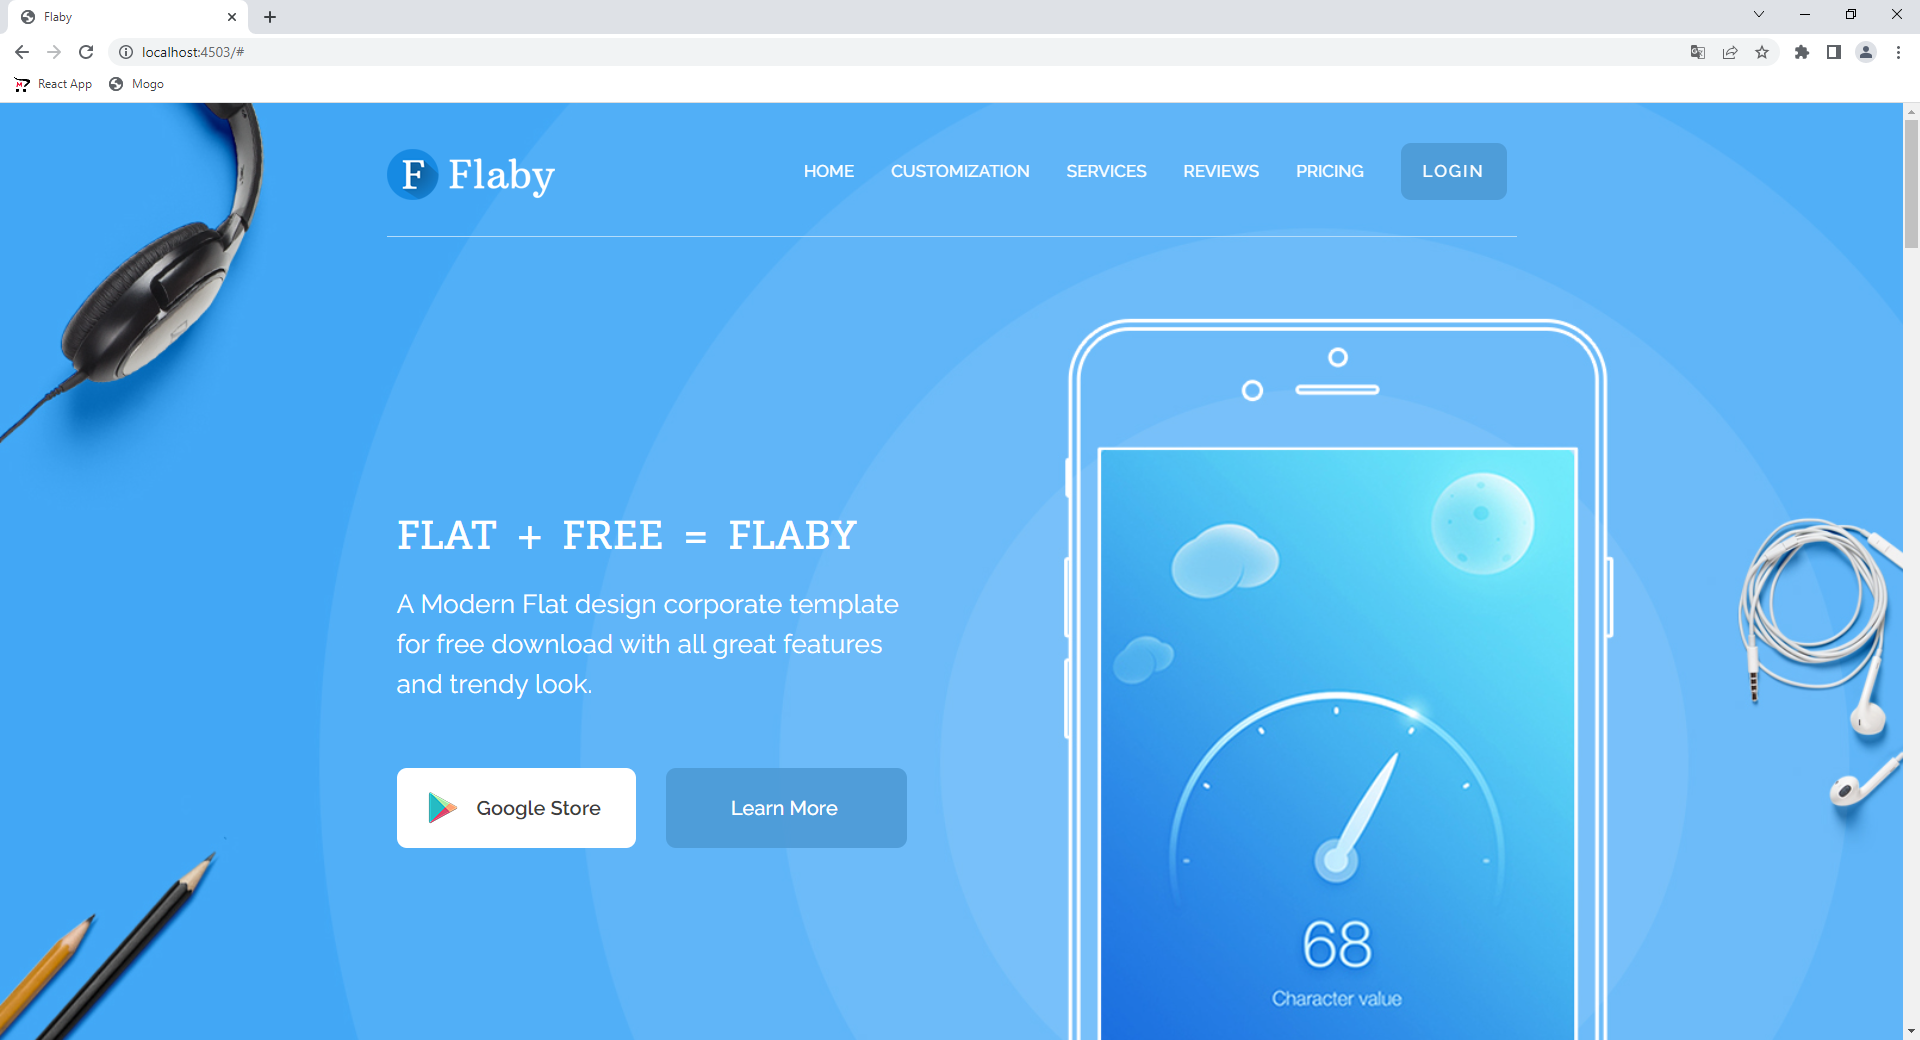 Flaby
localhost:4503/#
React App
Mogo
F Flaby
HOME
CUSTOMIZATION
SERVICES
REVIEWS
PRICING
LOGIN
FLAT + FREE = FLABY
A Modern Flat design corporate template
for free download with all great features
and trendy look.
Google Store
Learn More
68
Character value